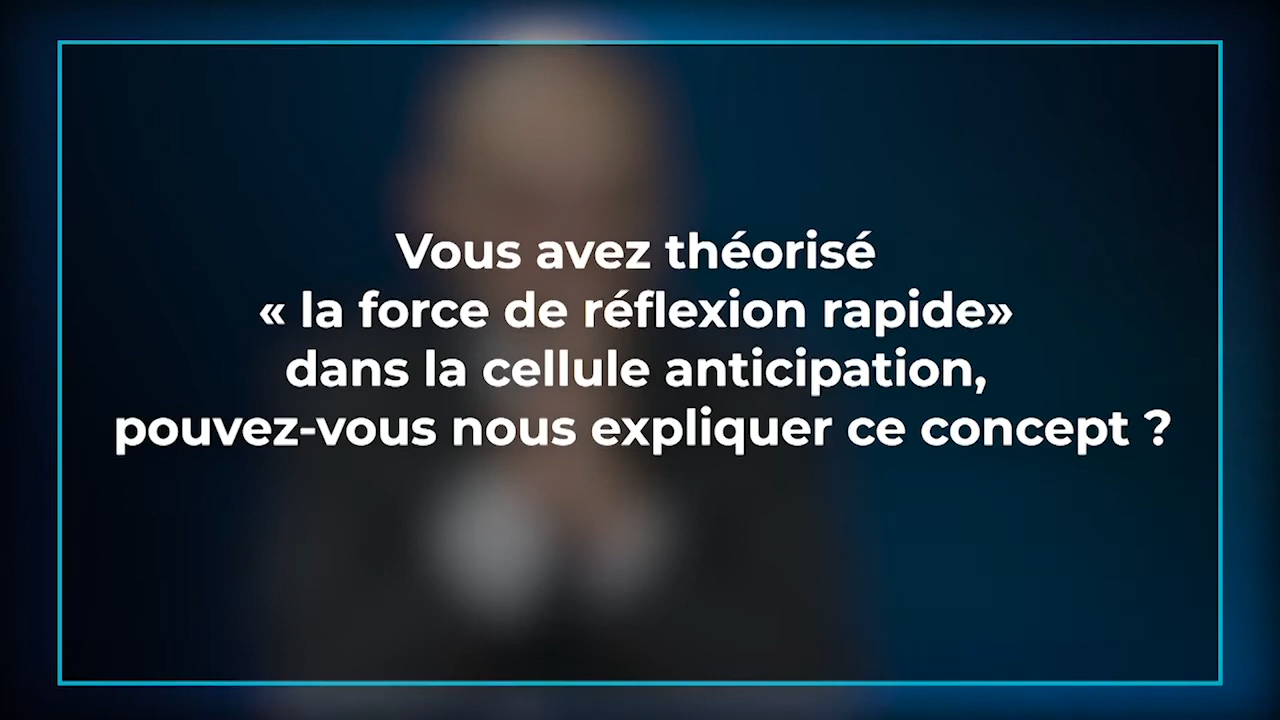 Vous avez théorisé
« la force de réflexion rapide»
dans la cellule anticipation,
pouvez-vous nous expliquer ce concept ?